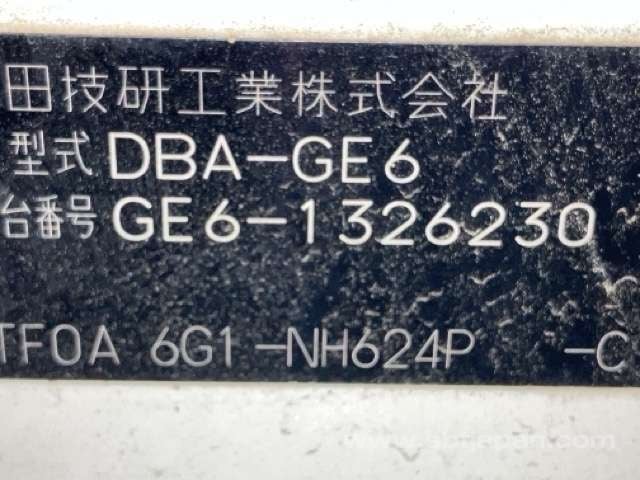 田技研工業株式会社
型式 DBA-GE6
台番号 GE6-1326230
TF0A 6G1-NH624P -C